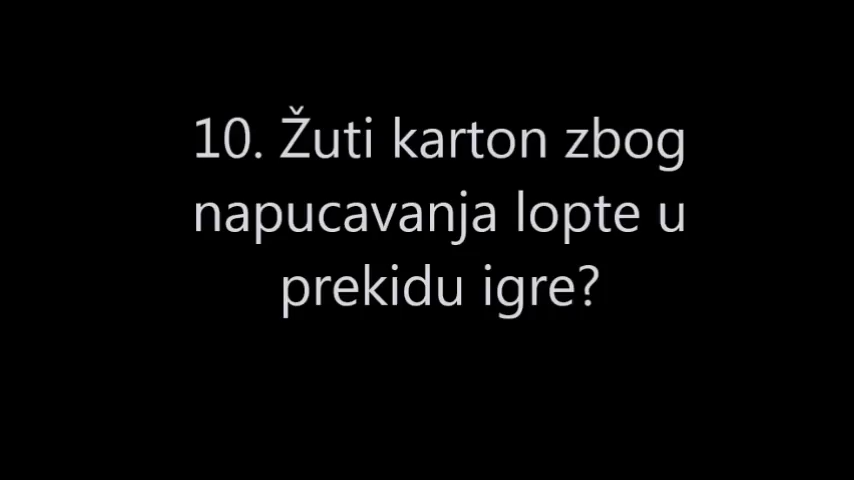 10. Žuti karton zbog
napucavanja lopte u
prekidu igre?